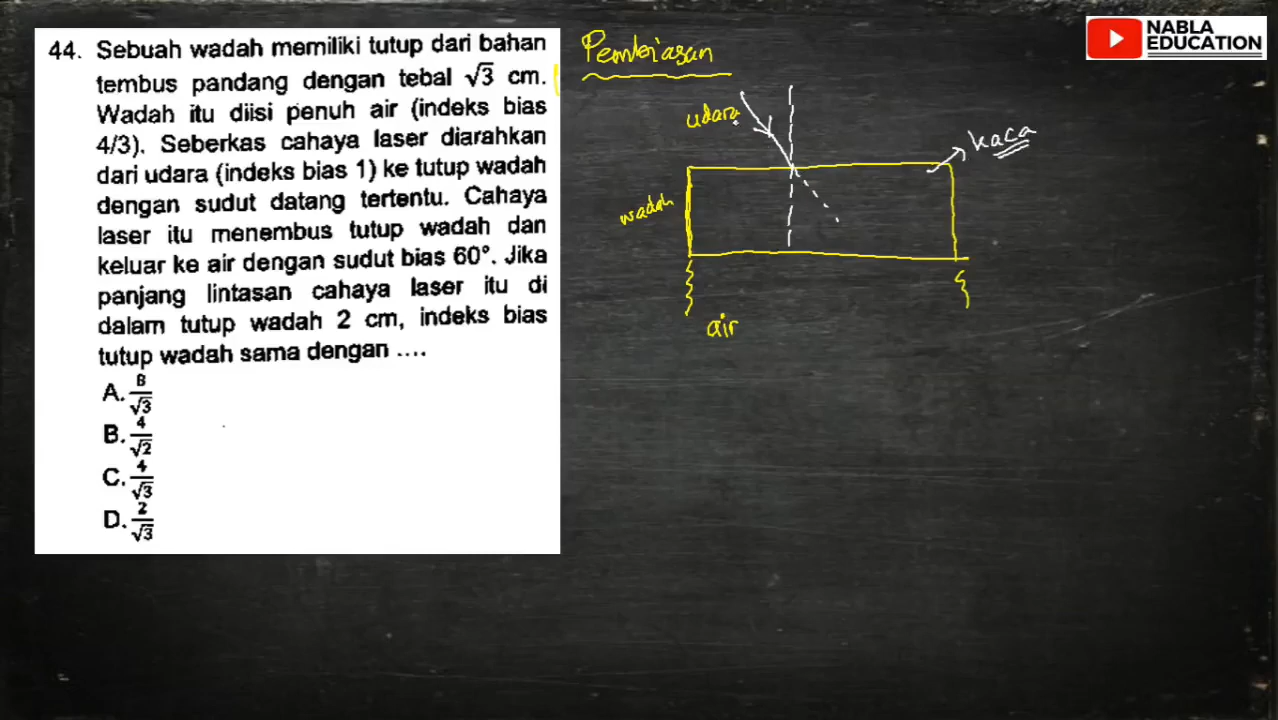 44. Sebuah wadah memiliki tutup dari bahan
tembus pandang dengan tebal √3 cm.
Wadah itu diisi penuh air (indeks bias
4/3). Seberkas cahaya laser diarahkan
dari udara (indeks bias 1) ke tutup wadah
dengan sudut datang tertentu. Cahaya
laser itu menembus tutup wadah dan
keluar ke air dengan sudut bias 60°. Jika
panjang lintasan cahaya laser itu di
dalam tutup wadah 2 cm, indeks bias
tutup wadah sama dengan ....
A. 8/√3
B. 4/√2
C. 4/√3
D. 2/√3
Pembiasan
udara
kaca
wadah
air
NABLA
EDUCATION